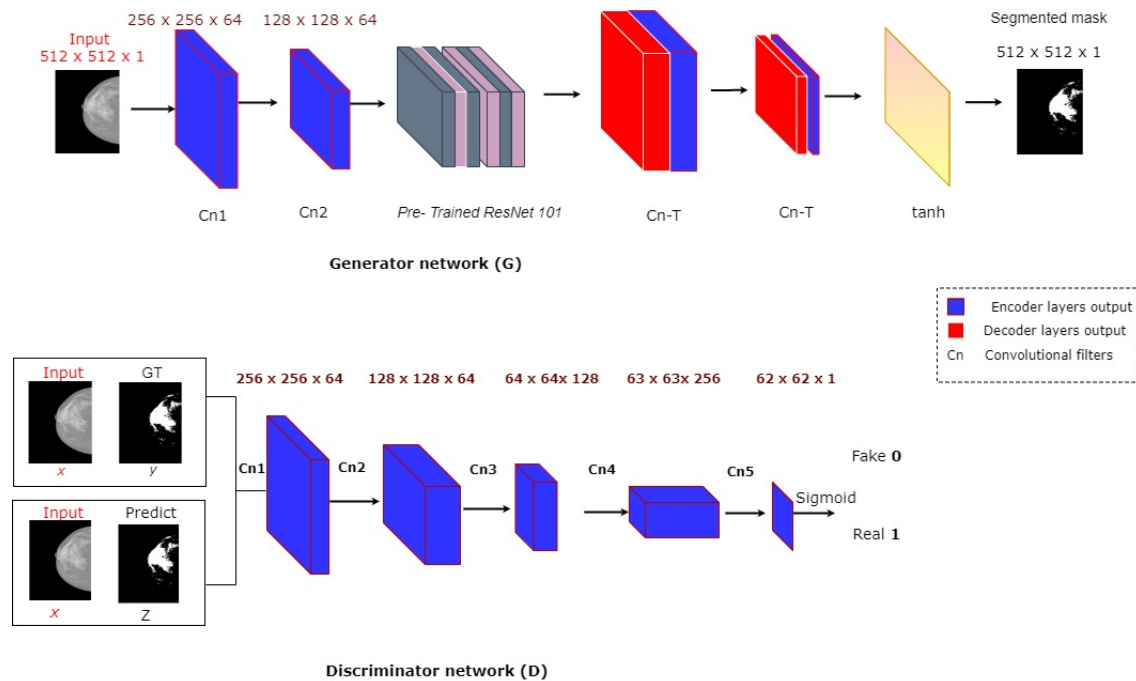 256 x 256 x 64
128 x 128 x 64
Input
512 x 512 x 1
Segmented mask
512 x 512 x 1
Cn1
Cn2
Pre- Trained ResNet 101
Cn-T
Cn-T
tanh
Generator network (G)
Encoder layers output
Decoder layers output
Cn Convolutional filters
Input
GT
x
y
Input
Predict
x
Z
256 x 256 x 64
128 x 128 x 64
64 x 64x 128
63 x 63x 256
62 x 62 x 1
Cn1
Cn2
Cn3
Cn4
Cn5
Sigmoid
Fake 0
Real 1
Discriminator network (D)